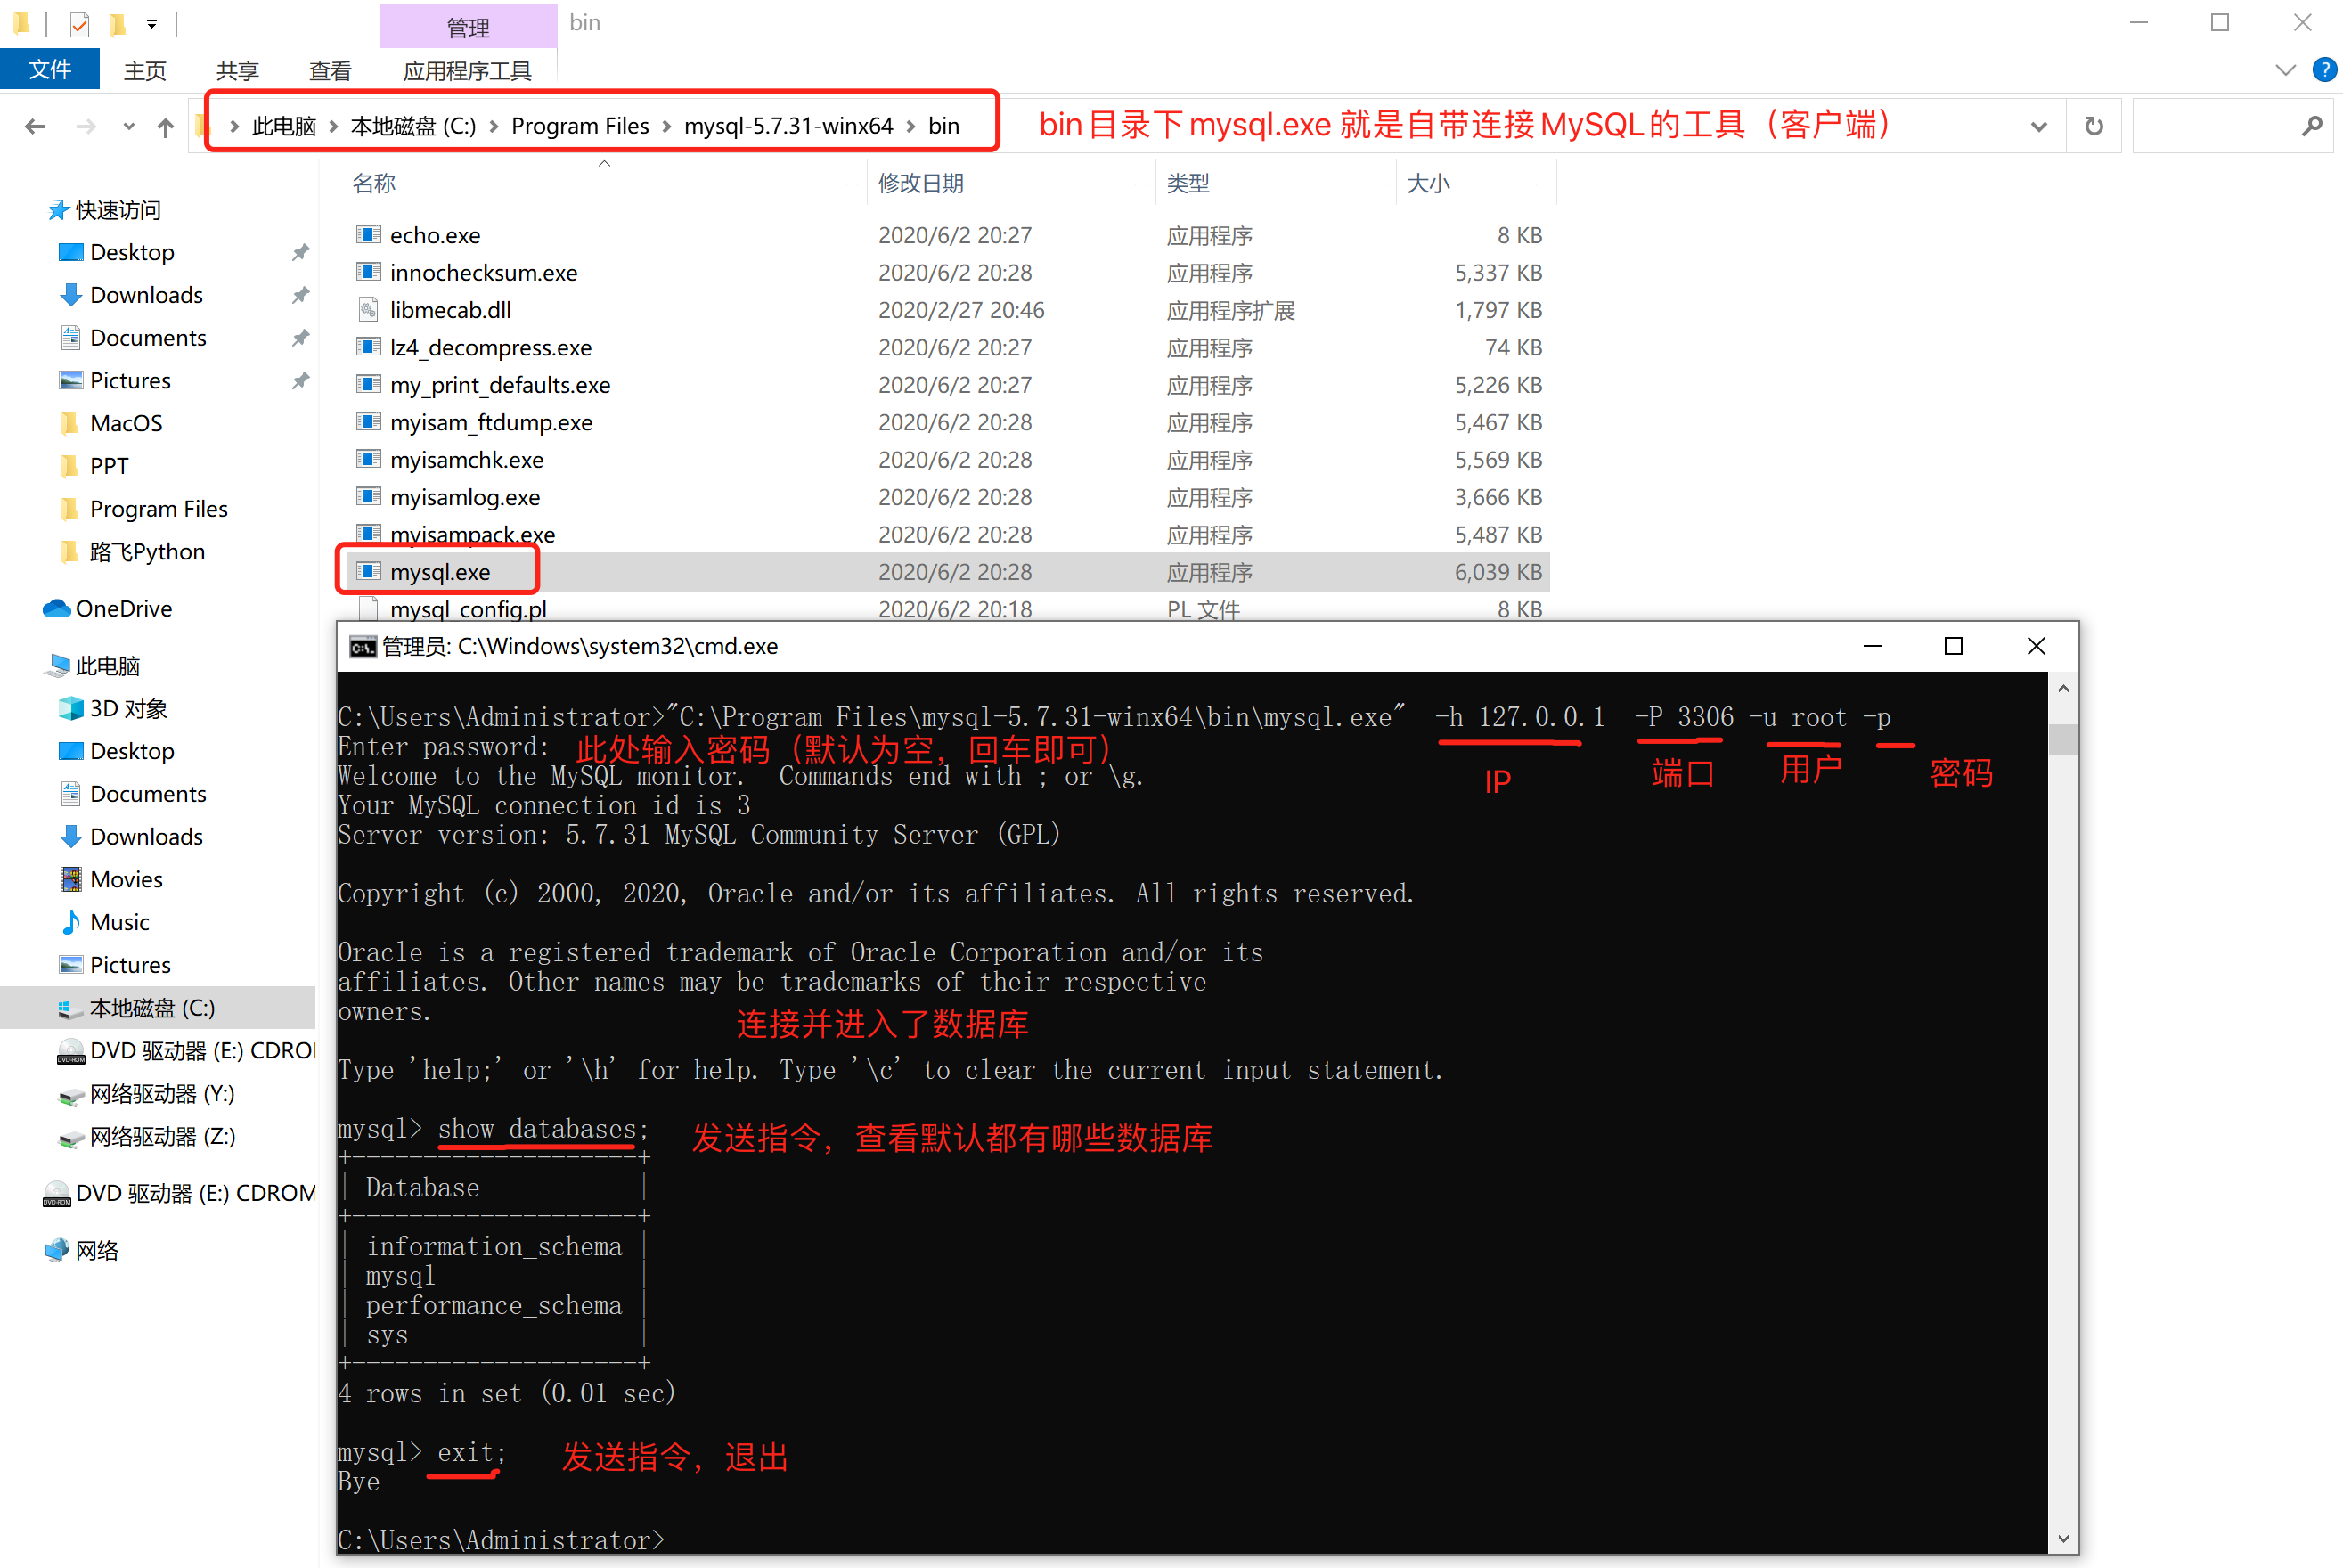 管理
bin
文件
主页
共享
查看
应用程序工具
此电脑 本地磁盘 (C:) Program Files mysql-5.7.31-winx64 bin
bin目录下mysql.exe 就是自带连接MySQL的工具（客户端）
名称 修改日期 类型 大小
快速访问
Desktop
Downloads
Documents
Pictures
MacOS
PPT
Program Files
路飞Python
OneDrive
此电脑
3D 对象
Desktop
Documents
Downloads
Movies
Music
Pictures
本地磁盘 (C:)
DVD 驱动器 (E:) CDRO
网络驱动器 (Y:)
网络驱动器 (Z:)
DVD 驱动器 (E:) CDROM
网络
echo.exe 2020/6/2 20:27 应用程序 8 KB
innochecksum.exe 2020/6/2 20:28 应用程序 5,337 KB
libmecab.dll 2020/2/27 20:46 应用程序扩展 1,797 KB
lz4_decompress.exe 2020/6/2 20:27 应用程序 74 KB
my_print_defaults.exe 2020/6/2 20:27 应用程序 5,226 KB
myisam_ftdump.exe 2020/6/2 20:28 应用程序 5,467 KB
myisamchk.exe 2020/6/2 20:28 应用程序 5,569 KB
myisamlog.exe 2020/6/2 20:28 应用程序 3,666 KB
myisampack.exe 2020/6/2 20:28 应用程序 5,487 KB
mysql.exe 2020/6/2 20:28 应用程序 6,039 KB
mysql_config.pl 2020/6/2 20:18 PL 文件 8 KB
管理员: C:\Windows\system32\cmd.exe
C:\Users\Administrator>"C:\Program Files\mysql-5.7.31-winx64\bin\mysql.exe" -h 127.0.0.1 -P 3306 -u root -p
Enter password: 此处输入密码（默认为空，回车即可）
IP 端口 用户 密码
Welcome to the MySQL monitor. Commands end with ; or \g.
Your MySQL connection id is 3
Server version: 5.7.31 MySQL Community Server (GPL)
Copyright (c) 2000, 2020, Oracle and/or its affiliates. All rights reserved.
Oracle is a registered trademark of Oracle Corporation and/or its
affiliates. Other names may be trademarks of their respective
owners.
连接并进入了数据库
Type 'help;' or '\h' for help. Type '\c' to clear the current input statement.
mysql> show databases; 发送指令，查看默认都有哪些数据库
+--------------------+
| Database           |
+--------------------+
| information_schema |
| mysql              |
| performance_schema |
| sys                |
+--------------------+
4 rows in set (0.01 sec)
mysql> exit; 发送指令，退出
Bye
C:\Users\Administrator>